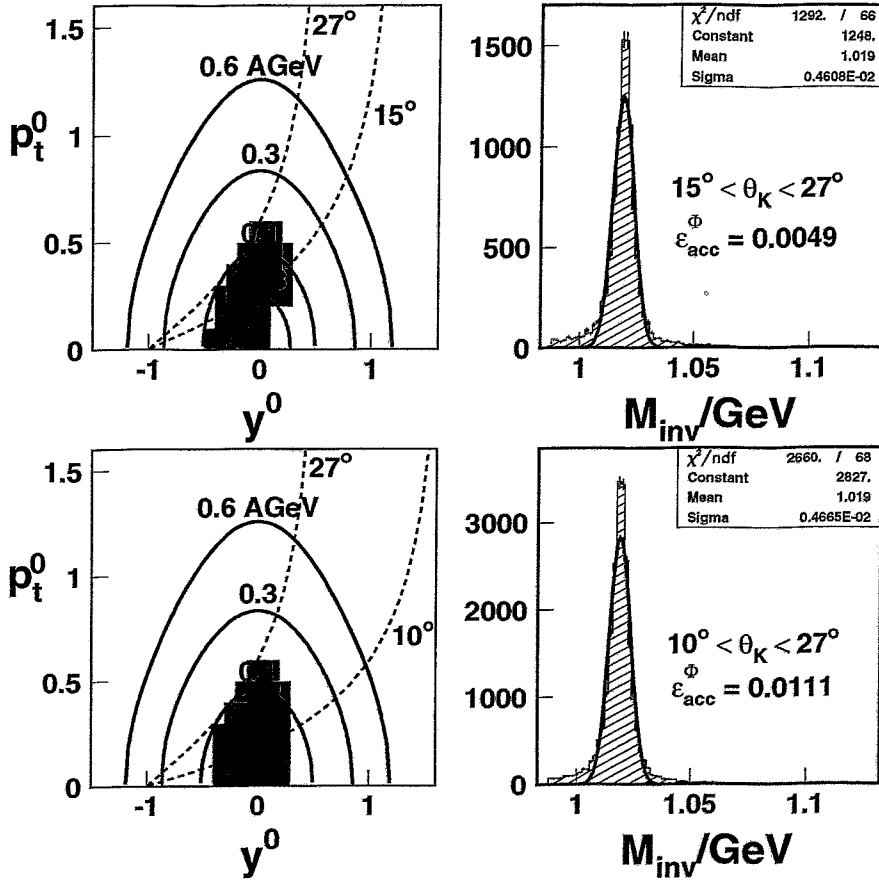 1.5
1
0.5
0
p_t^0
0.6 AGeV
0.3
27°
15°
-1 0 1
y^0
1500
1000
500
0
χ²/ndf 1292. / 66
Constant 1248.
Mean 1.019
Sigma 0.4608E-02
15° < θ_K < 27°
ε_acc^Φ = 0.0049
1 1.05 1.1
M_inv/GeV
1.5
1
0.5
0
p_t^0
0.6 AGeV
0.3
27°
10°
-1 0 1
y^0
3000
2000
1000
0
χ²/ndf 2660. / 68
Constant 2827.
Mean 1.019
Sigma 0.4665E-02
10° < θ_K < 27°
ε_acc^Φ = 0.0111
1 1.05 1.1
M_inv/GeV